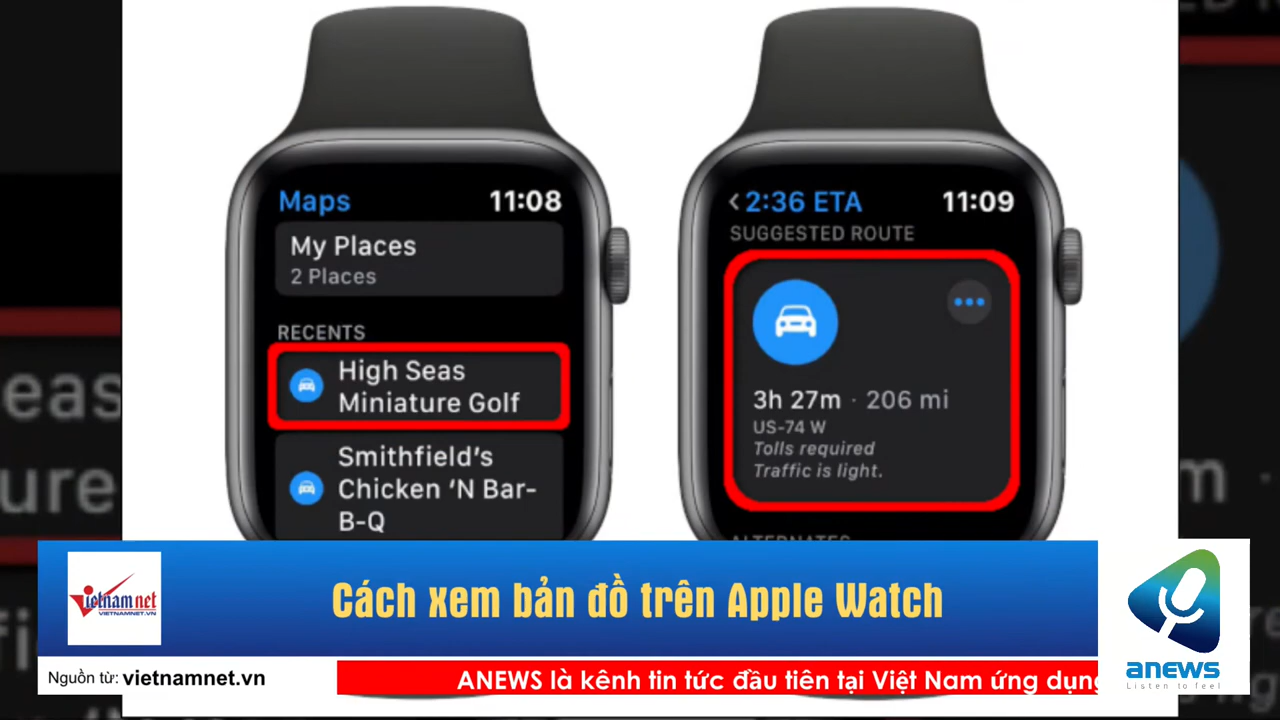 Maps 11:08
My Places
2 Places
RECENTS
High Seas
Miniature Golf
Smithfield's
Chicken 'N Bar-
B-Q
2:36 ETA 11:09
SUGGESTED ROUTE
3h 27m · 206 mi
US-74 W
Tolls required
Traffic is light.
ALTERNATES
Cách xem bản đồ trên Apple Watch
Vietnamnet
VIETNAMNET.VN
Nguồn từ: vietnamnet.vn
ANEWS là kênh tin tức đầu tiên tại Việt Nam ứng dụng
anews
Listen to feel